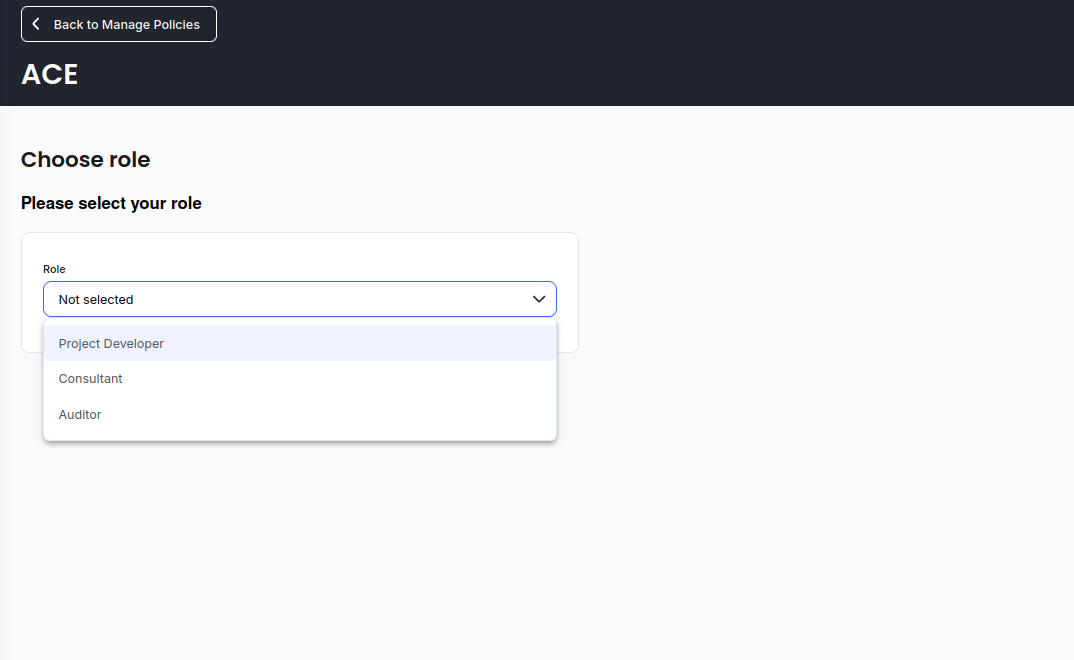 Back to Manage Policies
ACE
Choose role
Please select your role
Role
Not selected
Project Developer
Consultant
Auditor